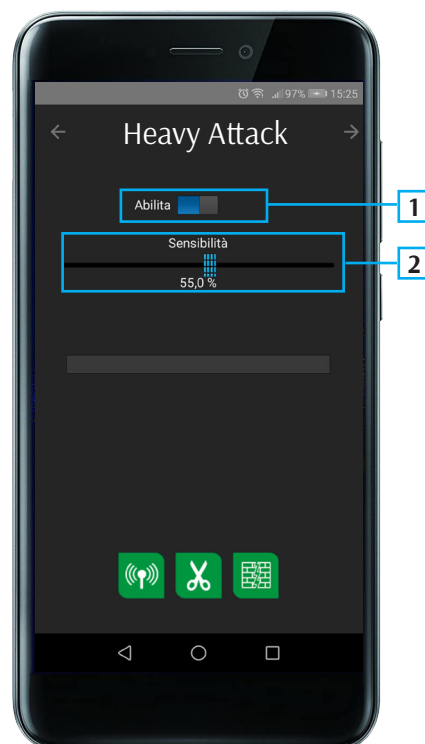 97% 15:25
Heavy Attack
Abilita
1
Sensibilità
2
55,0 %